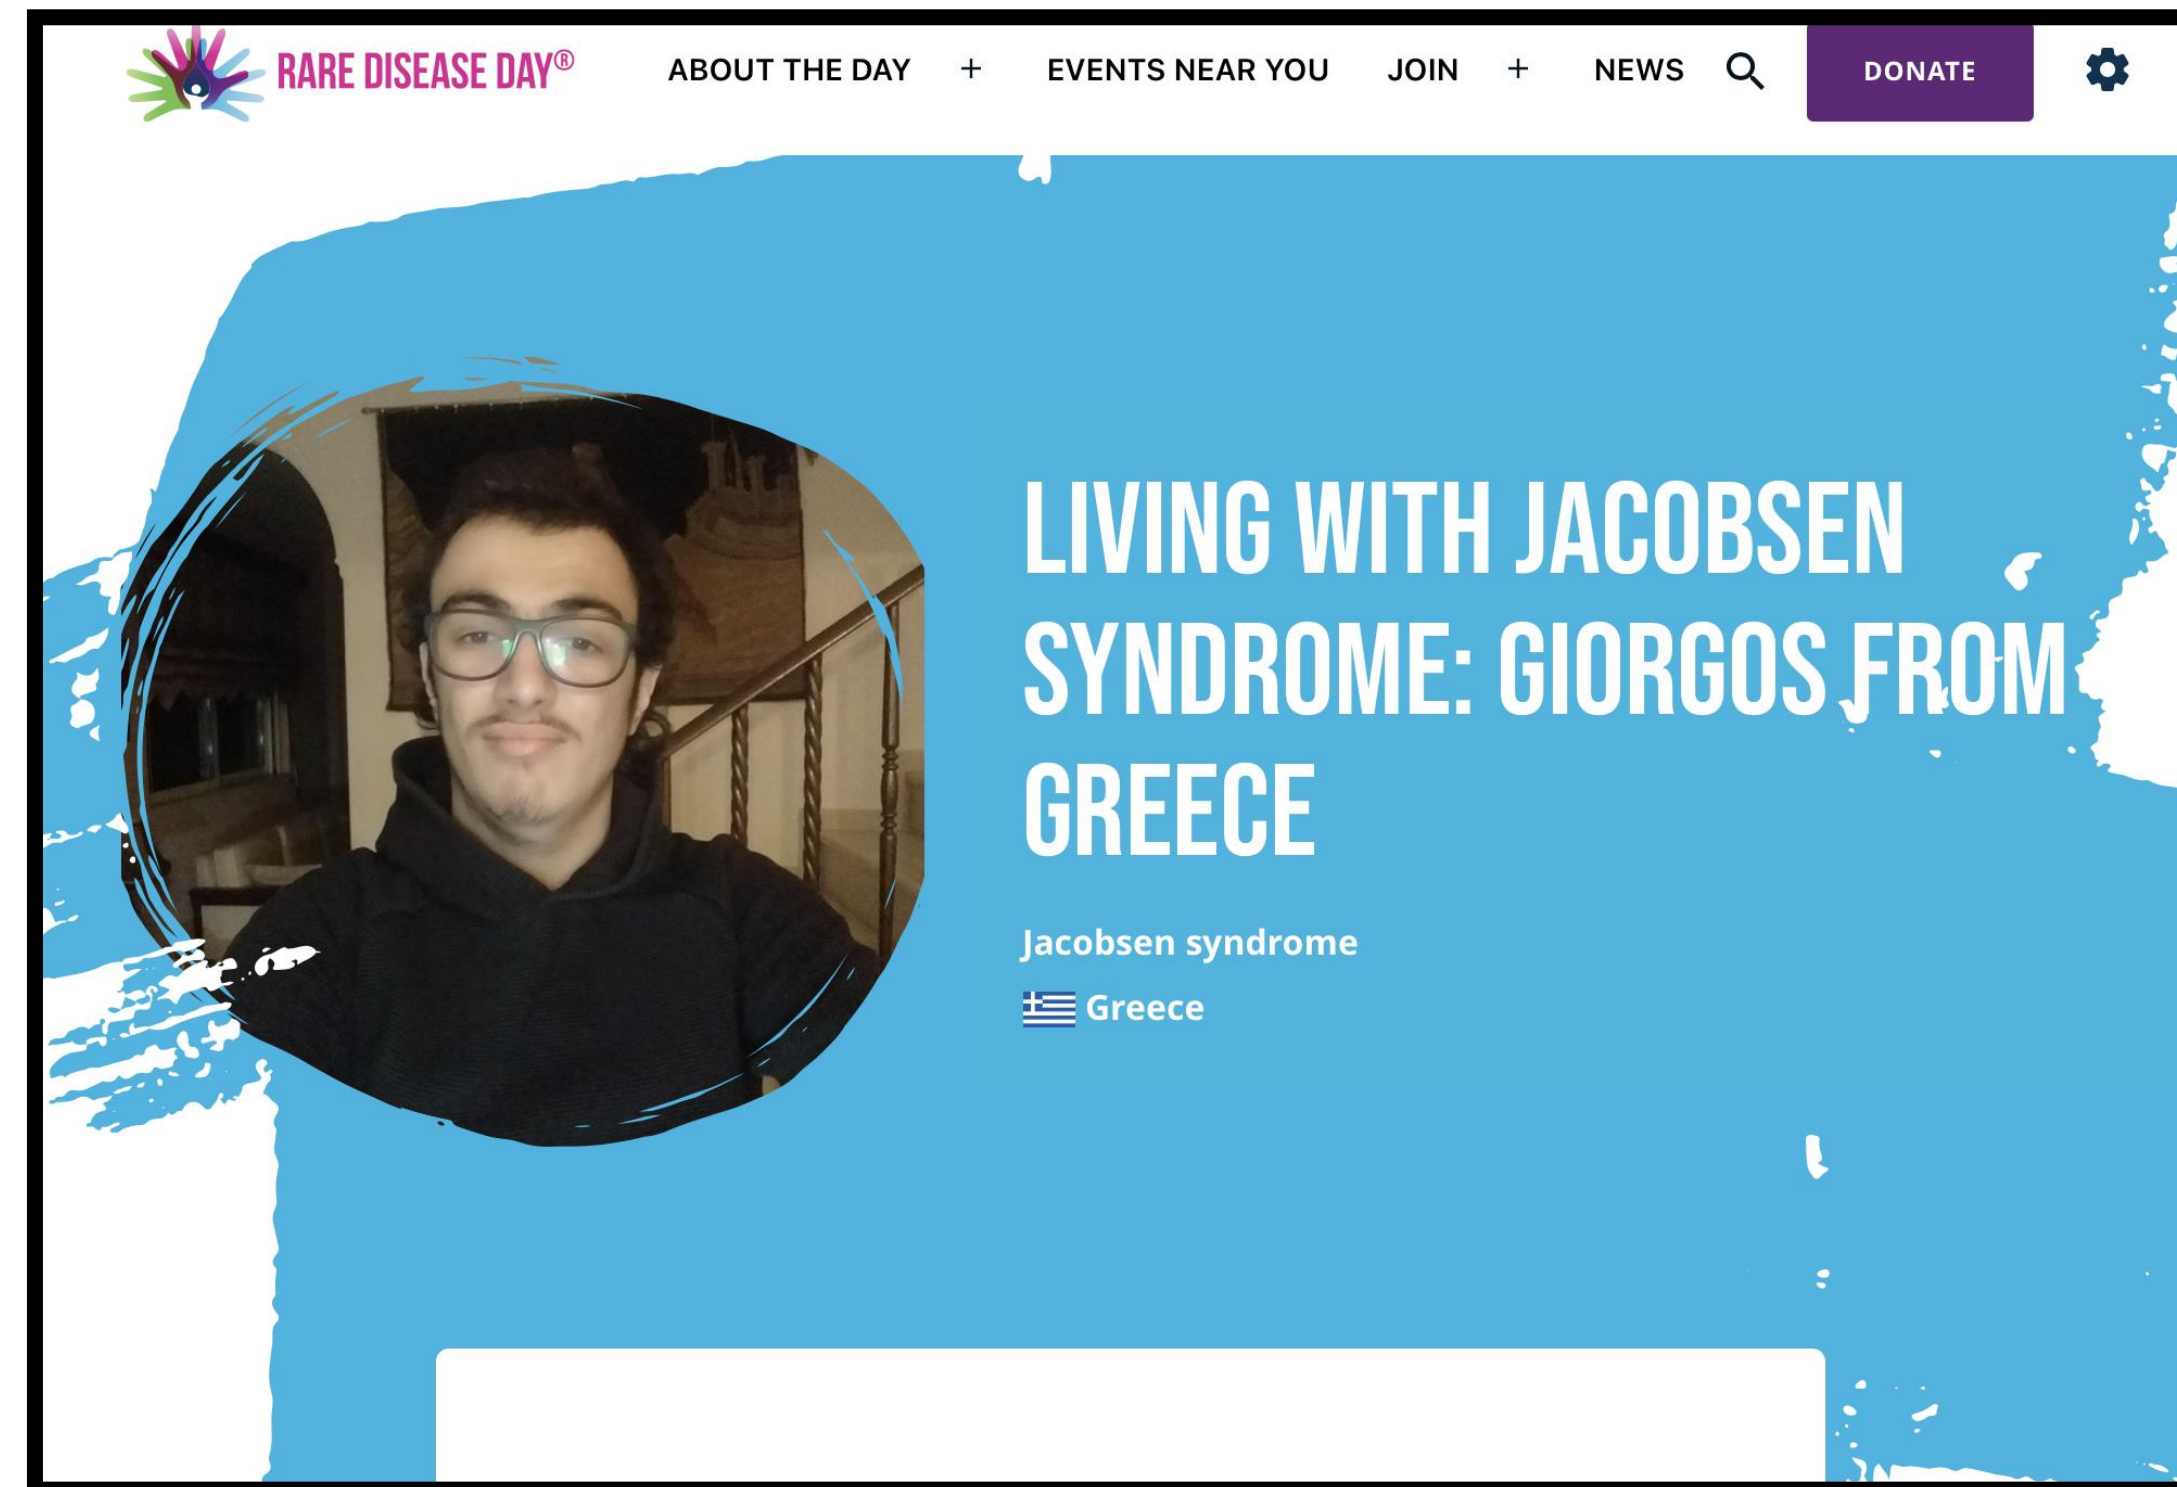 RARE DISEASE DAY®
ABOUT THE DAY +
EVENTS NEAR YOU
JOIN +
NEWS
DONATE
LIVING WITH JACOBSEN
SYNDROME: GIORGOS FROM
GREECE
Jacobsen syndrome
Greece